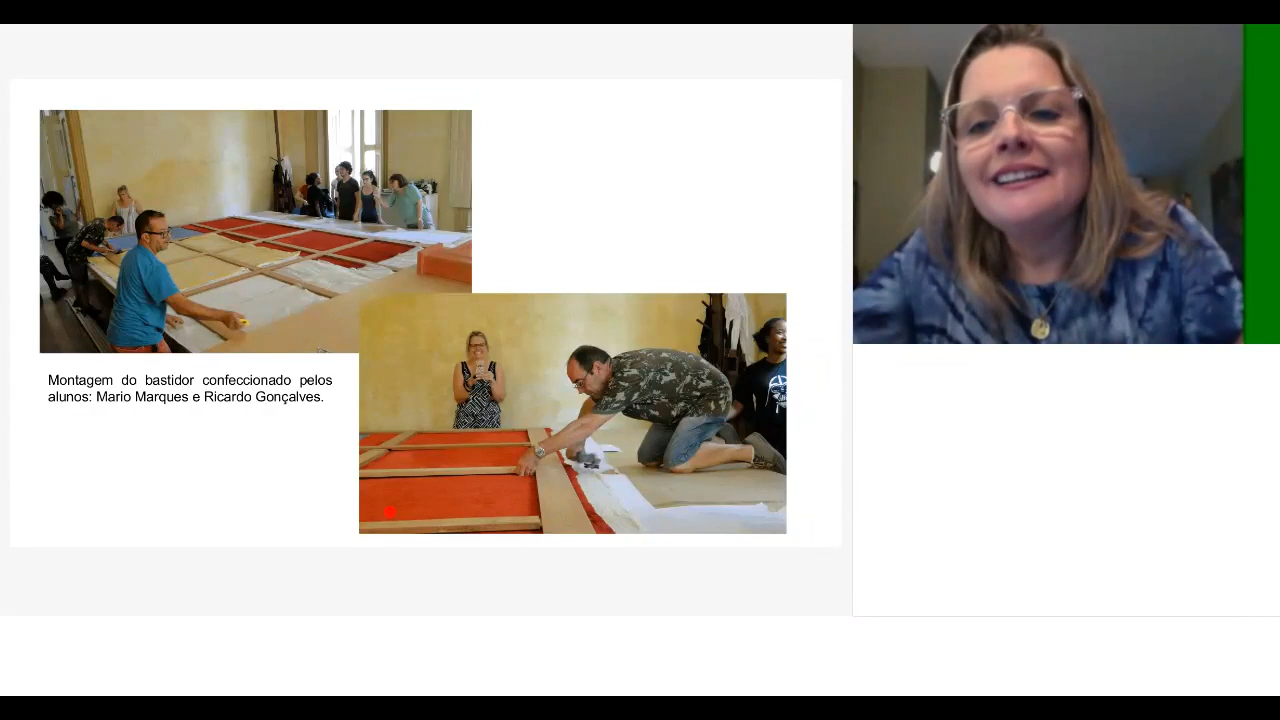 Montagem do bastidor confeccionado pelos
alunos: Mario Marques e Ricardo Gonçalves.